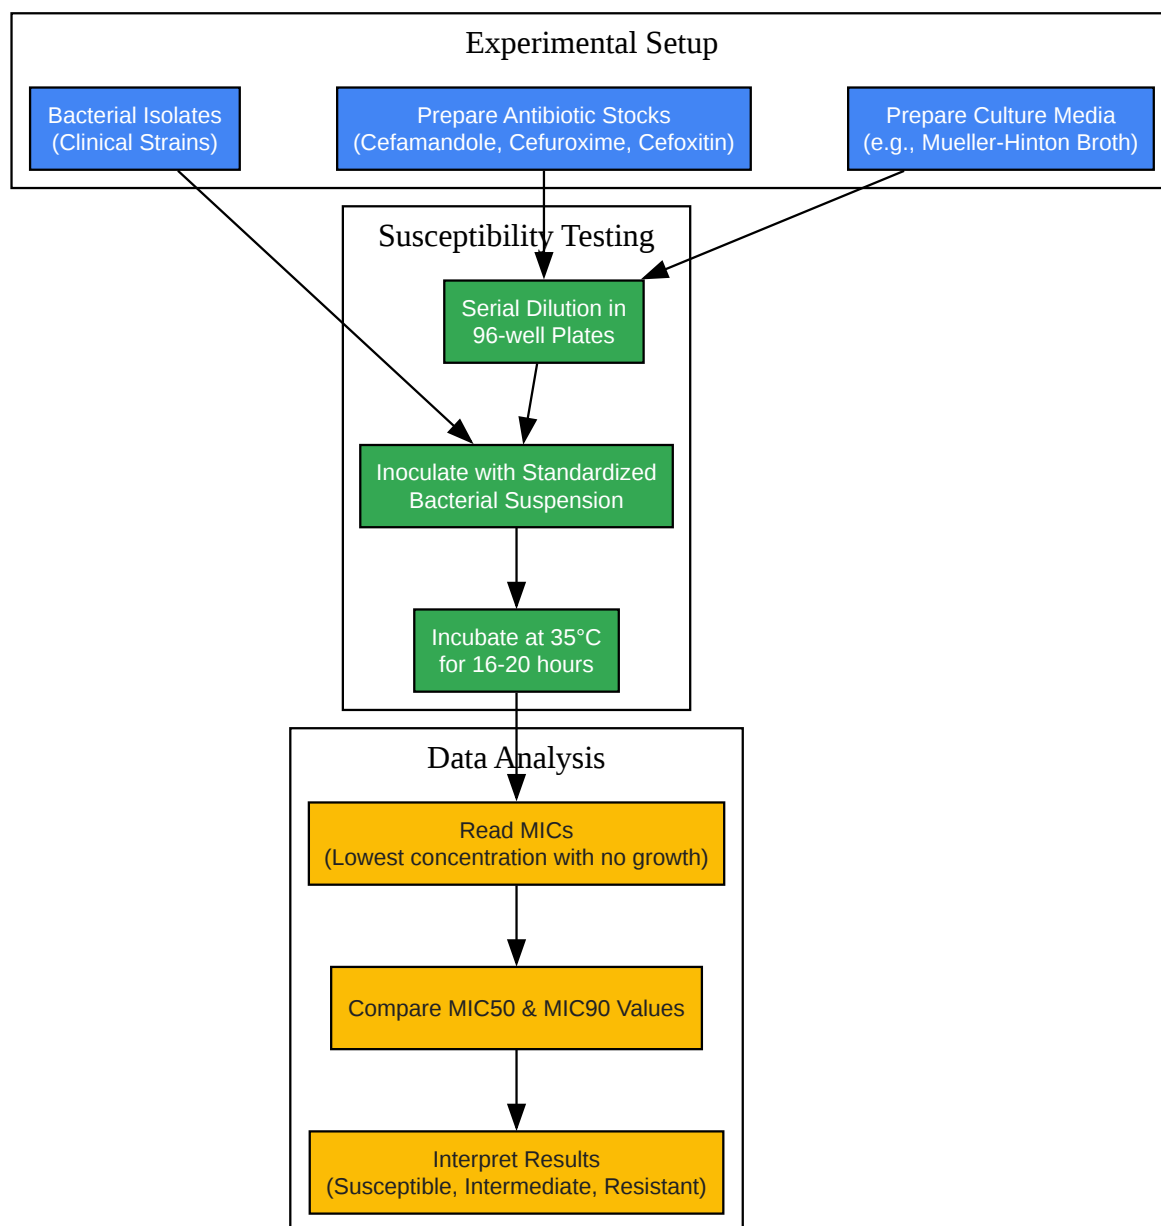 Experimental Setup
Bacterial Isolates
(Clinical Strains)
Prepare Antibiotic Stocks
(Cefamandole, Cefuroxime, Cefoxitin)
Prepare Culture Media
(e.g., Mueller-Hinton Broth)
Susceptibility Testing
Serial Dilution in
96-well Plates
Inoculate with Standardized
Bacterial Suspension
Incubate at 35°C
for 16-20 hours
Data Analysis
Read MICs
(Lowest concentration with no growth)
Compare MIC50 & MIC90 Values
Interpret Results
(Susceptible, Intermediate, Resistant)